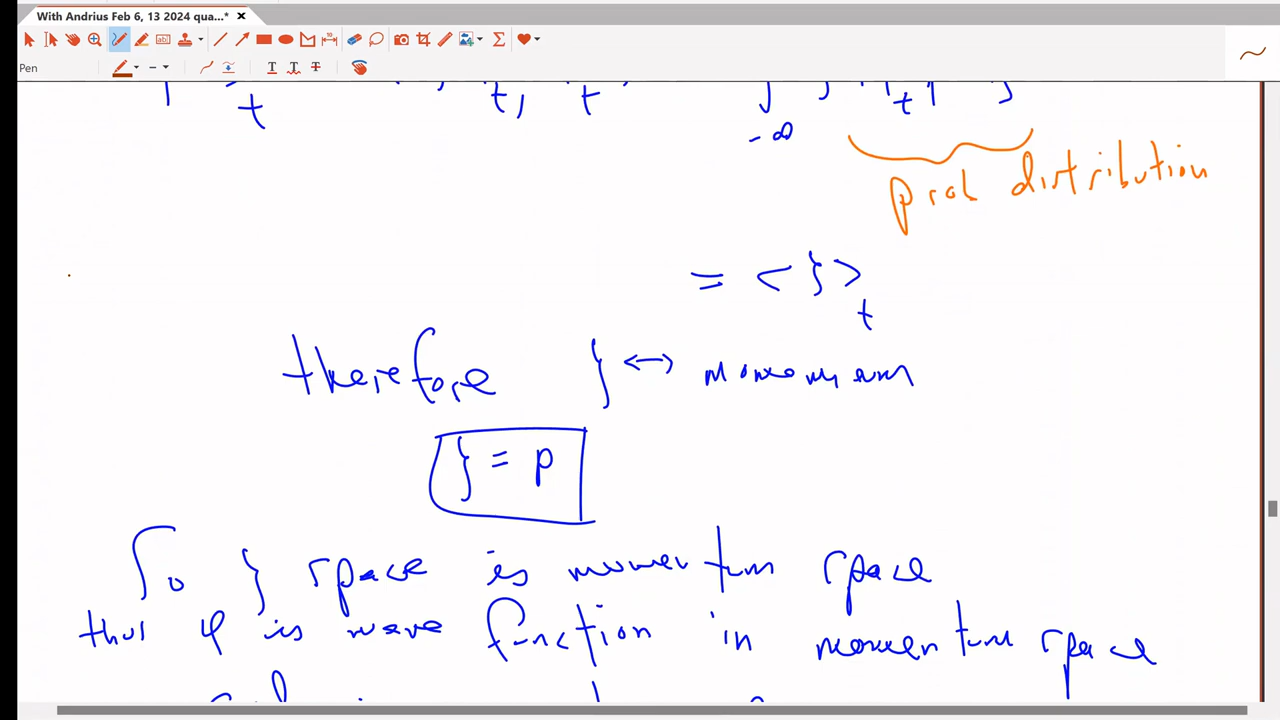 With Andrius Feb 6, 13 2024 qua...*
Pen
t t, t
- ∞
prob distribution
= < ξ >
t
therefore ξ <-> momentum
ξ = p
So ξ space is momentum space
thus φ is wave function in momentum space